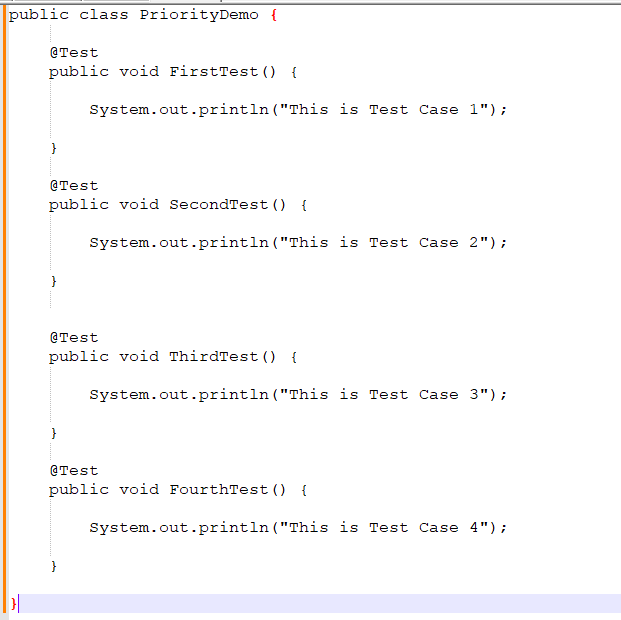 public class PriorityDemo {
@Test
public void FirstTest() {
System.out.println("This is Test Case 1");
}
@Test
public void SecondTest() {
System.out.println("This is Test Case 2");
}
@Test
public void ThirdTest() {
System.out.println("This is Test Case 3");
}
@Test
public void FourthTest() {
System.out.println("This is Test Case 4");
}
}